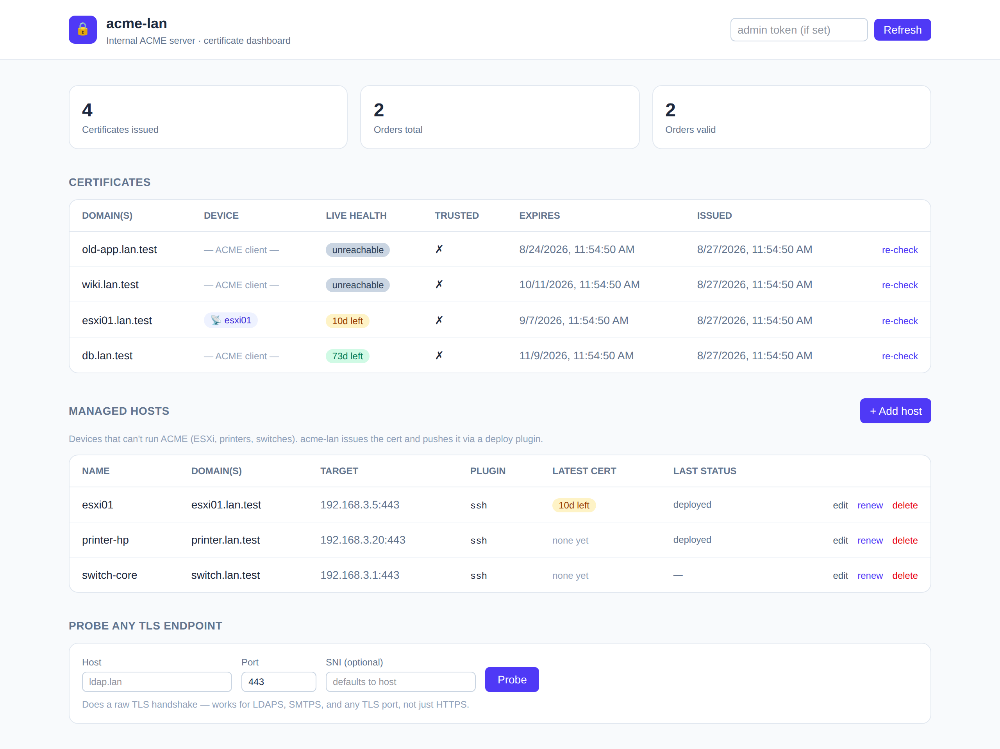 acme-lan
Internal ACME server · certificate dashboard
admin token (if set)
Refresh
4
Certificates issued
2
Orders total
2
Orders valid
CERTIFICATES
DOMAIN(S) DEVICE LIVE HEALTH TRUSTED EXPIRES ISSUED
old-app.lan.test — ACME client — unreachable ✗ 8/24/2026, 11:54:50 AM 8/27/2026, 11:54:50 AM re-check
wiki.lan.test — ACME client — unreachable ✗ 10/11/2026, 11:54:50 AM 8/27/2026, 11:54:50 AM re-check
esxi01.lan.test 📡 esxi01 10d left ✗ 9/7/2026, 11:54:50 AM 8/27/2026, 11:54:50 AM re-check
db.lan.test — ACME client — 73d left ✗ 11/9/2026, 11:54:50 AM 8/27/2026, 11:54:50 AM re-check
MANAGED HOSTS
+ Add host
Devices that can't run ACME (ESXi, printers, switches). acme-lan issues the cert and pushes it via a deploy plugin.
NAME DOMAIN(S) TARGET PLUGIN LATEST CERT LAST STATUS
esxi01 esxi01.lan.test 192.168.3.5:443 ssh 10d left deployed edit renew delete
printer-hp printer.lan.test 192.168.3.20:443 ssh none yet deployed edit renew delete
switch-core switch.lan.test 192.168.3.1:443 ssh none yet — edit renew delete
PROBE ANY TLS ENDPOINT
Host Port SNI (optional)
ldap.lan 443 defaults to host Probe
Does a raw TLS handshake — works for LDAPS, SMTPS, and any TLS port, not just HTTPS.